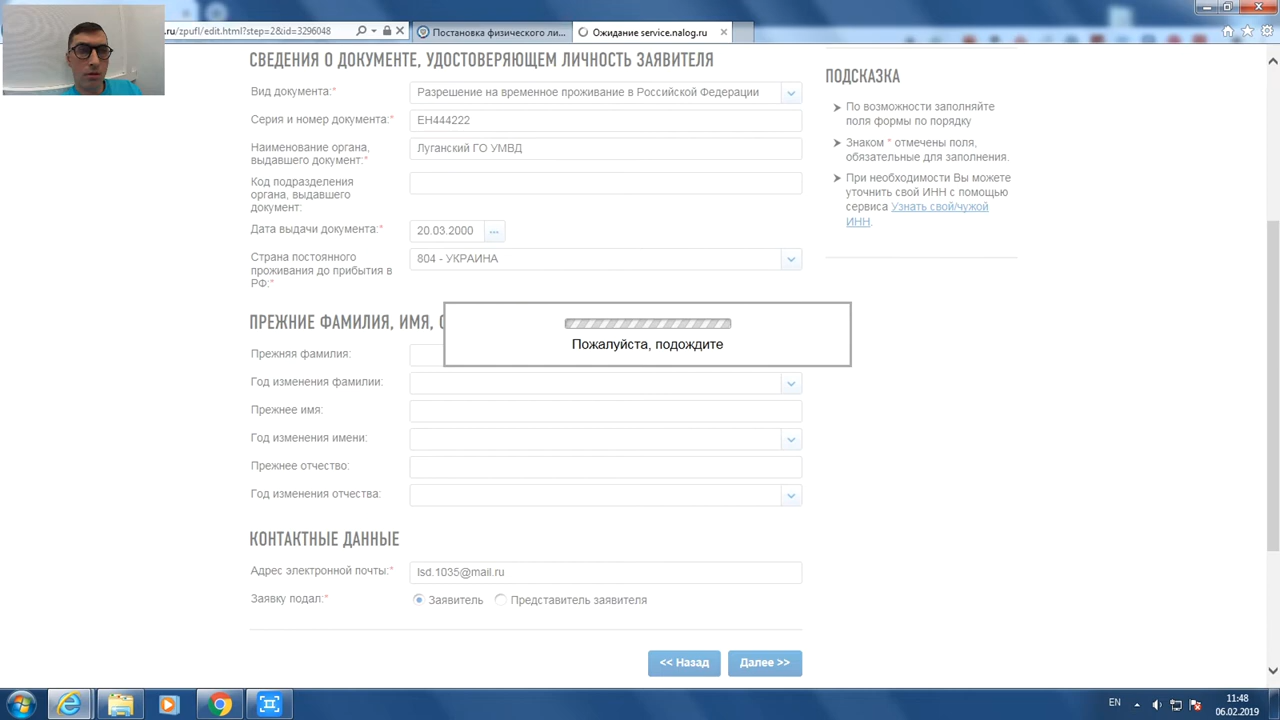 .ru/zpufl/edit.html?step=2&id=3296048
Постановка физического ли...
Ожидание service.nalog.ru
СВЕДЕНИЯ О ДОКУМЕНТЕ, УДОСТОВЕРЯЮЩЕМ ЛИЧНОСТЬ ЗАЯВИТЕЛЯ
Вид документа:*
Разрешение на временное проживание в Российской Федерации
Серия и номер документа:*
ЕН444222
Наименование органа,
выдавшего документ:*
Луганский ГО УМВД
Код подразделения
органа, выдавшего
документ:
Дата выдачи документа:*
20.03.2000
...
Страна постоянного
проживания до прибытия в
РФ:*
804 - УКРАИНА
ПРЕЖНИЕ ФАМИЛИЯ, ИМЯ, О
Пожалуйста, подождите
Прежняя фамилия:
Год изменения фамилии:
Прежнее имя:
Год изменения имени:
Прежнее отчество:
Год изменения отчества:
КОНТАКТНЫЕ ДАННЫЕ
Адрес электронной почты:*
lsd.1035@mail.ru
Заявку подал:*
Заявитель
Представитель заявителя
<< Назад
Далее >>
ПОДСКАЗКА
По возможности заполняйте
поля формы по порядку
Знаком * отмечены поля,
обязательные для заполнения.
При необходимости Вы можете
уточнить свой ИНН с помощью
сервиса Узнать свой/чужой
ИНН.
EN
11:48
06.02.2019